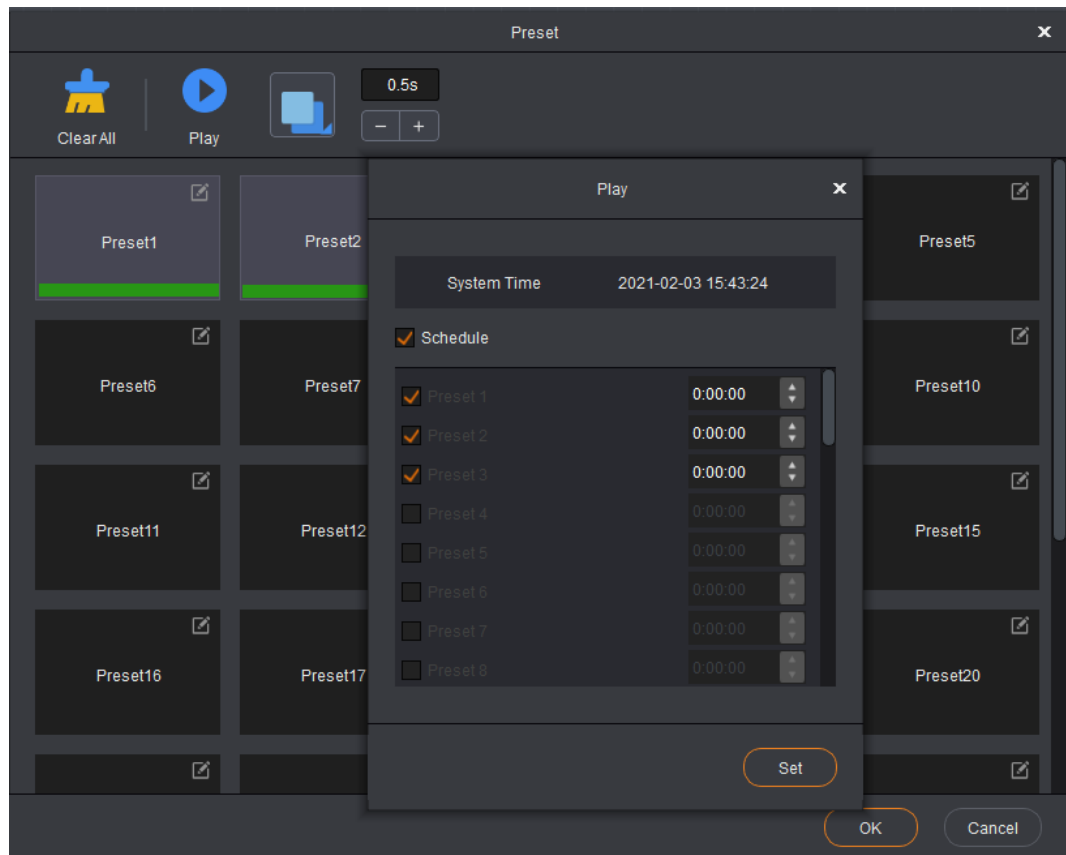 Preset
0.5s
Clear All
Play
- +
Preset1
Preset2
Preset5
Play
System Time 2021-02-03 15:43:24
Schedule
Preset 1 0:00:00
Preset 2 0:00:00
Preset 3 0:00:00
Preset 4 0:00:00
Preset 5 0:00:00
Preset 6 0:00:00
Preset 7 0:00:00
Preset 8 0:00:00
Set
Preset6
Preset7
Preset10
Preset11
Preset12
Preset15
Preset16
Preset17
Preset20
OK
Cancel